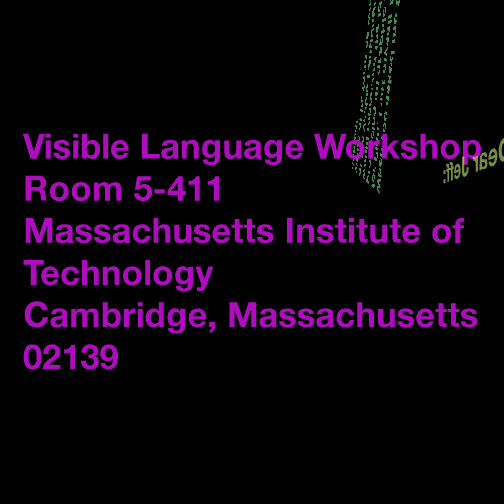 Visible Language Workshop
Room 5-411
Massachusetts Institute of
Technology
Cambridge, Massachusetts
02139
Dear Jeff: